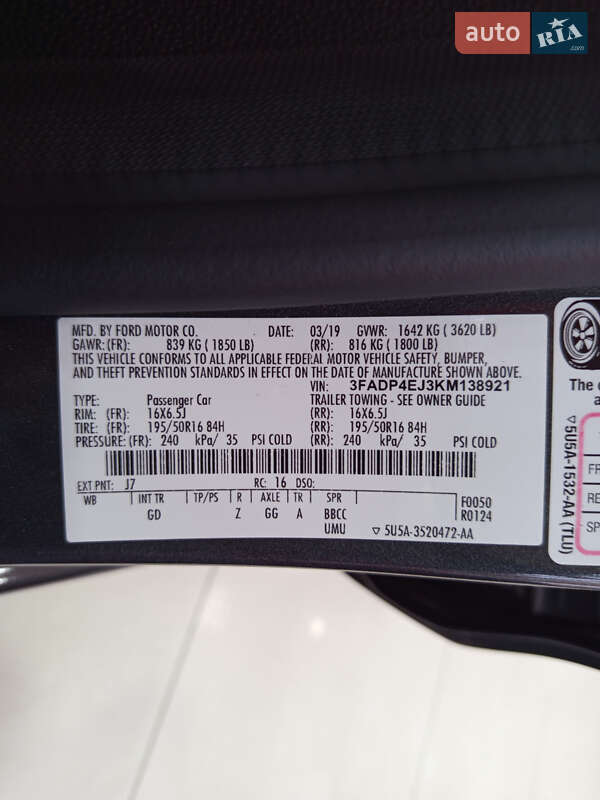 auto RIA .com
MFD. BY FORD MOTOR CO. DATE: 03/19 GVWR: 1642 KG ( 3620 LB)
GAWR: (FR) 839 KG ( 1850 LB) (RR): 816 KG ( 1800 LB)
THIS VEHICLE CONFORMS TO ALL APPLICABLE FEDERAL MOTOR VEHICLE SAFETY, BUMPER,
AND THEFT PREVENTION STANDARDS IN EFFECT ON THE DATE OF MANUFACTURE SHOWN ABOVE.
VIN: 3FADP4EJ3KM138921
TYPE: Passenger Car TRAILER TOWING - SEE OWNER GUIDE
RIM: (FR) 16X6.5J (RR): 16X6.5J
TIRE: (FR) 195/50R16 84H (RR): 195/50R16 84H
PRESSURE: (FR) 240 kPa/ 35 PSI COLD (RR): 240 kPa/ 35 PSI COLD
EXT PNT: J7 RC: 16 DSO:
WB INT TR TP/PS R AXLE TR SPR F0050
GD Z GG A BBCC R0124
UMU ▽ 5U5A-3520472-AA
The
a
▽ 5U5A-1532-AA (TLU)
FR
RE
SP